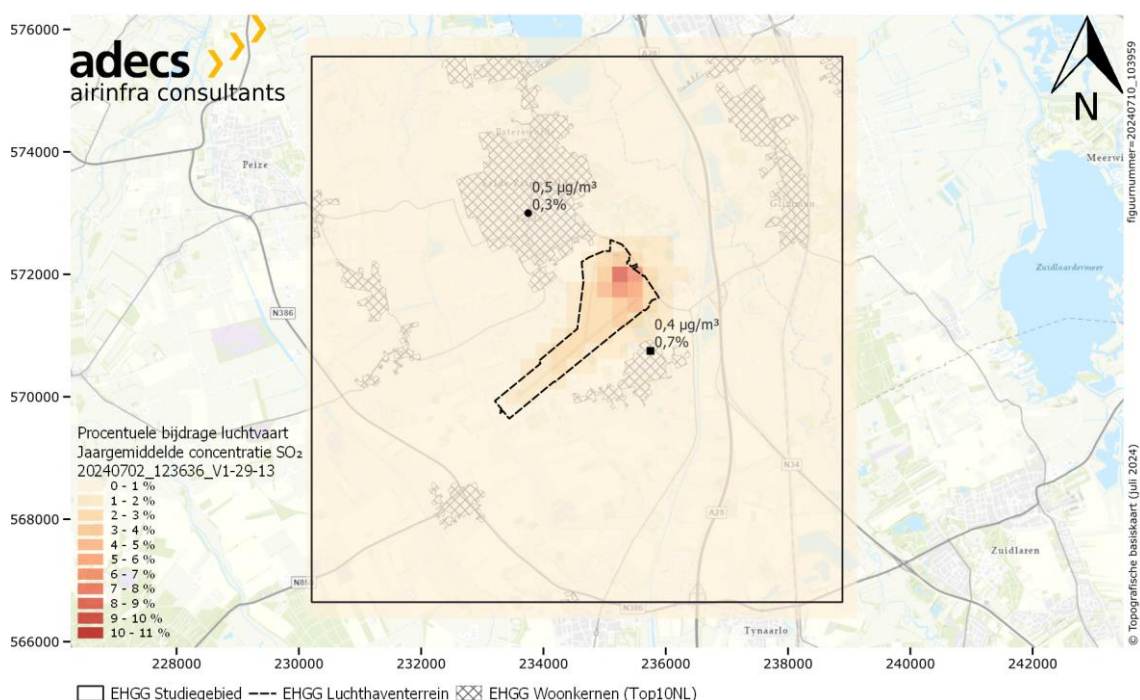 adecs
airinfra consultants
N
figuurnummer=20240710_103959
576000
574000
572000
570000
568000
566000
Peize
Meerwi
Zuidlaardermeer
0,5 µg/m³
0,3%
0,4 µg/m³
0,7%
A28
N386
N34
A28
N386
Zuidlaren
Tynaarlo
Procentuele bijdrage luchtvaart
Jaargemiddelde concentratie SO₂
20240702_123636_V1-29-13
0 - 1 %
1 - 2 %
2 - 3 %
3 - 4 %
4 - 5 %
5 - 6 %
6 - 7 %
7 - 8 %
8 - 9 %
9 - 10 %
10 - 11 %
© Topografische basiskaart (juli 2024)
228000
230000
232000
234000
236000
238000
240000
242000
EHGG Studiegebied
EHGG Luchthaventerrein
EHGG Woonkernen (Top10NL)